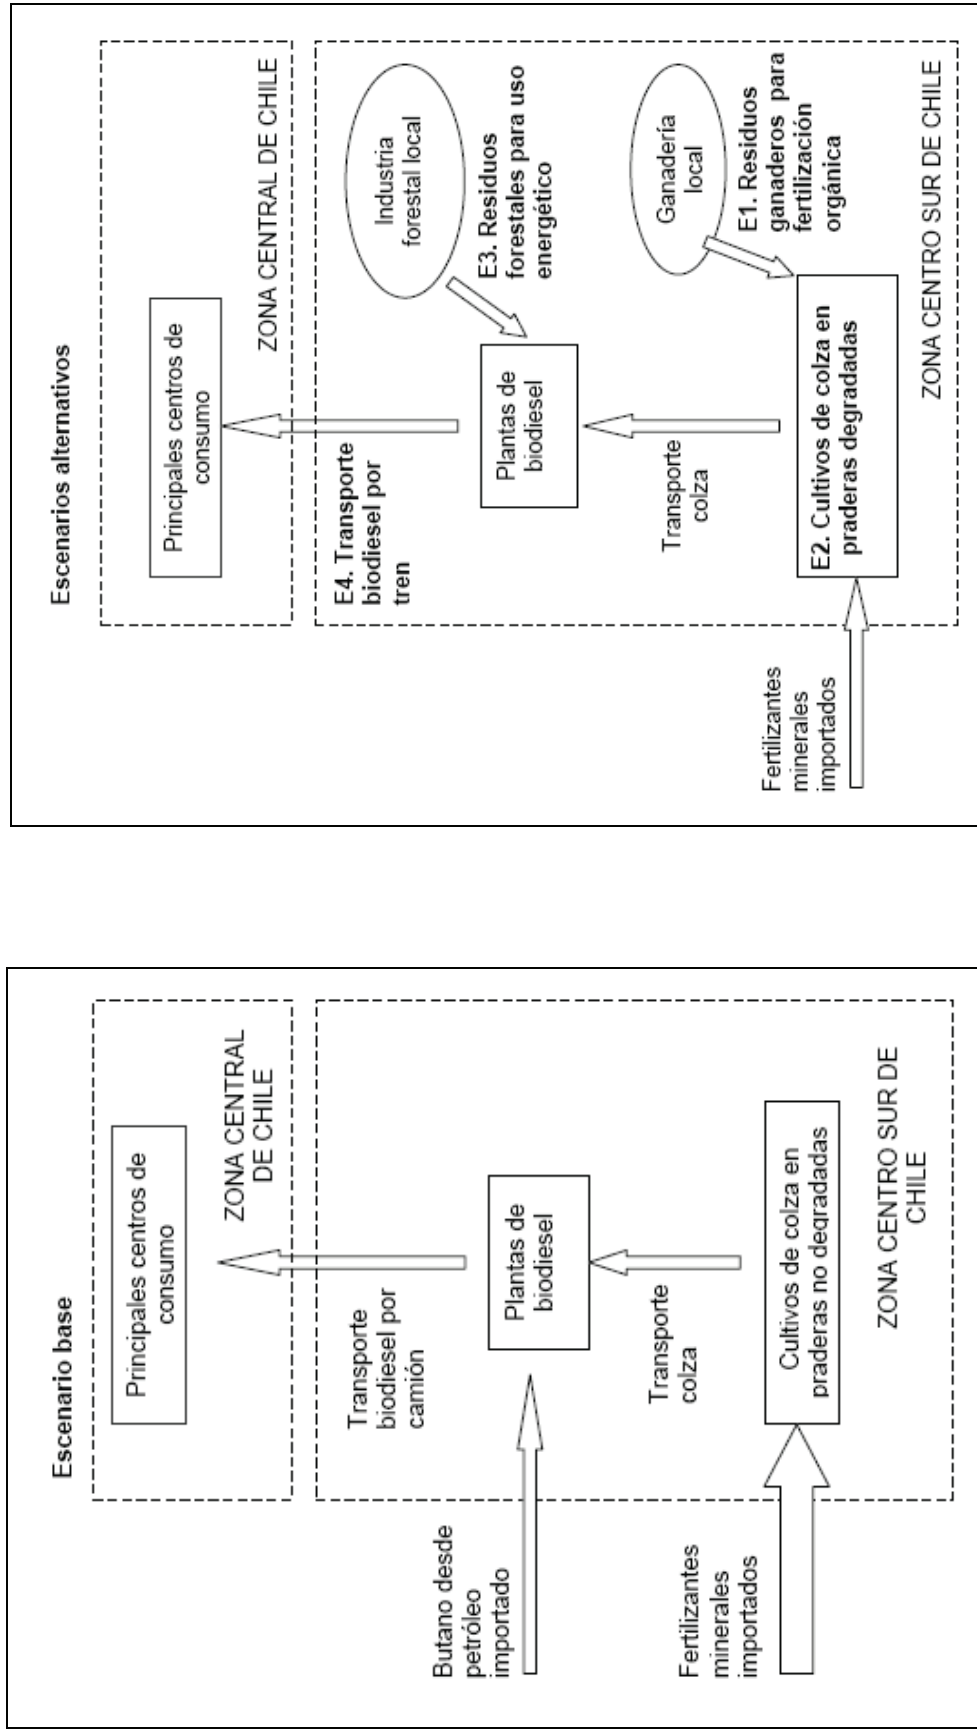 Escenario base
Principales centros de
consumo
ZONA CENTRAL
DE CHILE
Transporte
biodiesel por
camión
Butano desde
petróleo
importado
Plantas de
biodiesel
Transporte
colza
Fertilizantes
minerales
importados
Cultivos de colza en
praderas no degradadas
ZONA CENTRO SUR DE
CHILE
Escenarios alternativos
Principales centros de
consumo
ZONA CENTRAL DE CHILE
E4. Transporte
biodiesel por
tren
Industria
forestal local
E3. Residuos
forestales para uso
energético
Plantas de
biodiesel
Transporte
colza
Ganadería
local
E1. Residuos
ganaderos para
fertilización
orgánica
Fertilizantes
minerales
importados
E2. Cultivos de colza en
praderas degradadas
ZONA CENTRO SUR DE CHILE